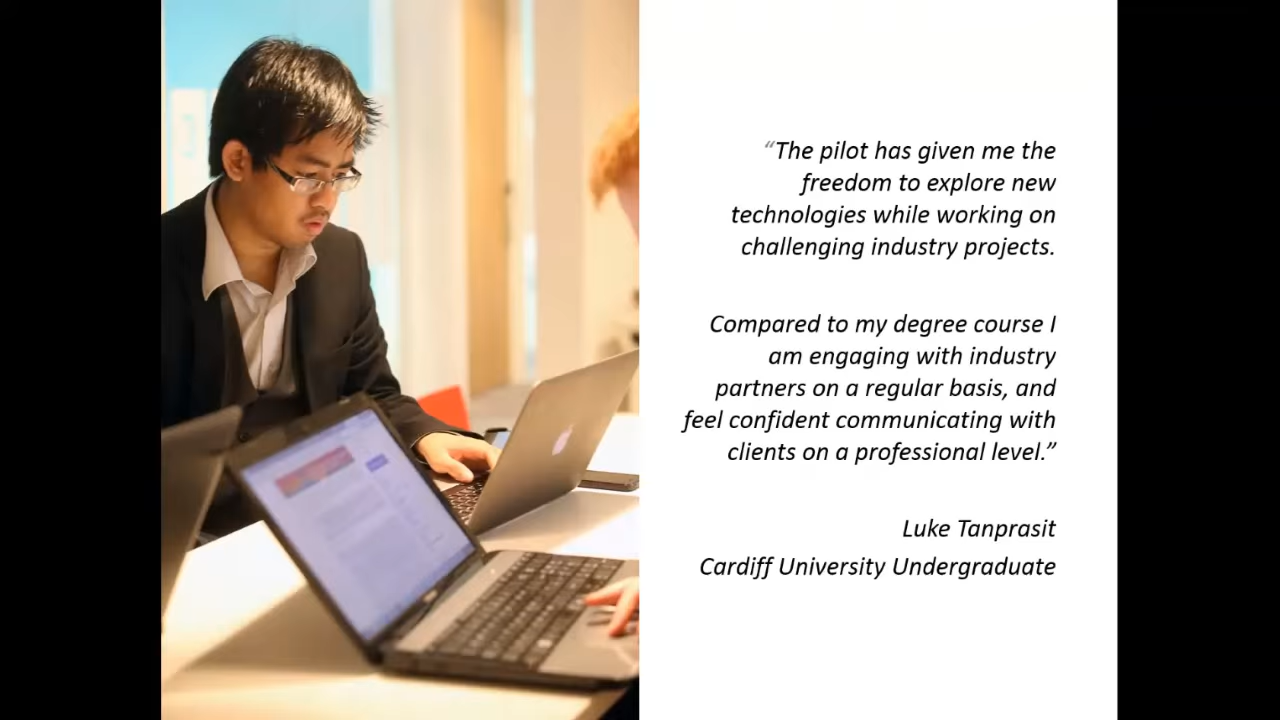 “The pilot has given me the
freedom to explore new
technologies while working on
challenging industry projects.
Compared to my degree course I
am engaging with industry
partners on a regular basis, and
feel confident communicating with
clients on a professional level.”
Luke Tanprasit
Cardiff University Undergraduate